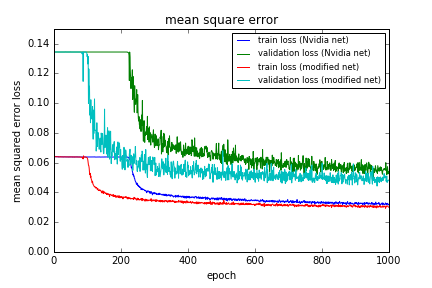 mean square error
train loss (Nvidia net)
validation loss (Nvidia net)
train loss (modified net)
validation loss (modified net)
mean squared error loss
0.14
0.12
0.10
0.08
0.06
0.04
0.02
0.00
0 200 400 600 800 1000
epoch